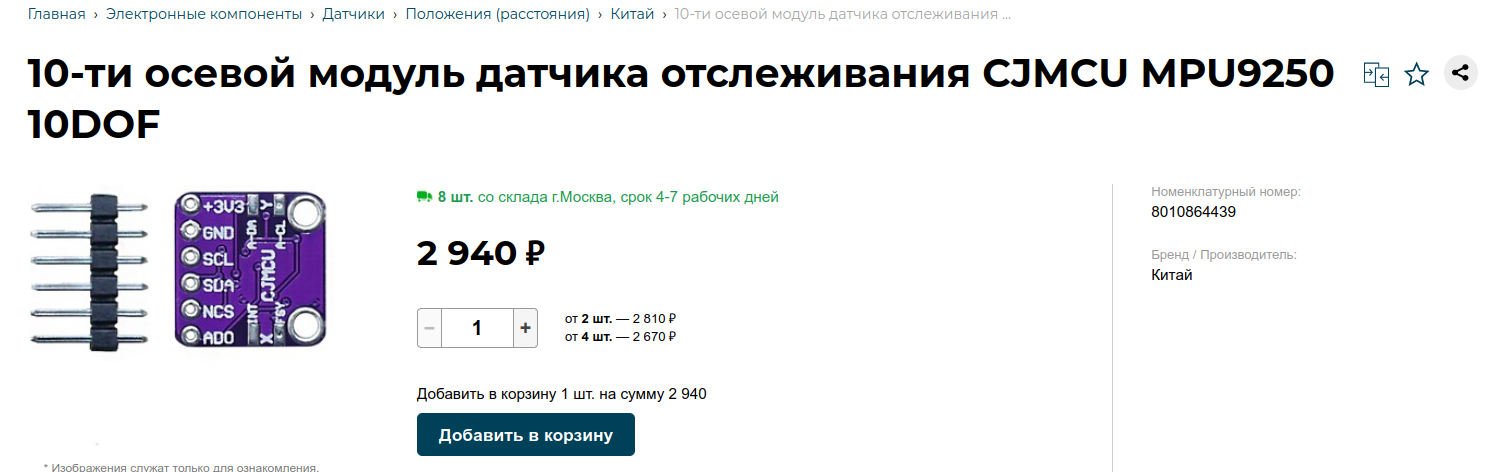 Главная › Электронные компоненты › Датчики › Положения (расстояния) › Китай › 10-ти осевой модуль датчика отслеживания ...
10-ти осевой модуль датчика отслеживания CJMCU MPU9250
10DOF
+3V3
GND
SCL
SDA
NCS
ADO
Y
A-DA
A-CL
CJMCU
INT
FSY
X
8 шт. со склада г.Москва, срок 4-7 рабочих дней
2 940 ₽
− 1 +
от 2 шт. — 2 810 ₽
от 4 шт. — 2 670 ₽
Добавить в корзину 1 шт. на сумму 2 940
Добавить в корзину
Номенклатурный номер:
8010864439
Бренд / Производитель:
Китай
* Изображения служат только для ознакомления.